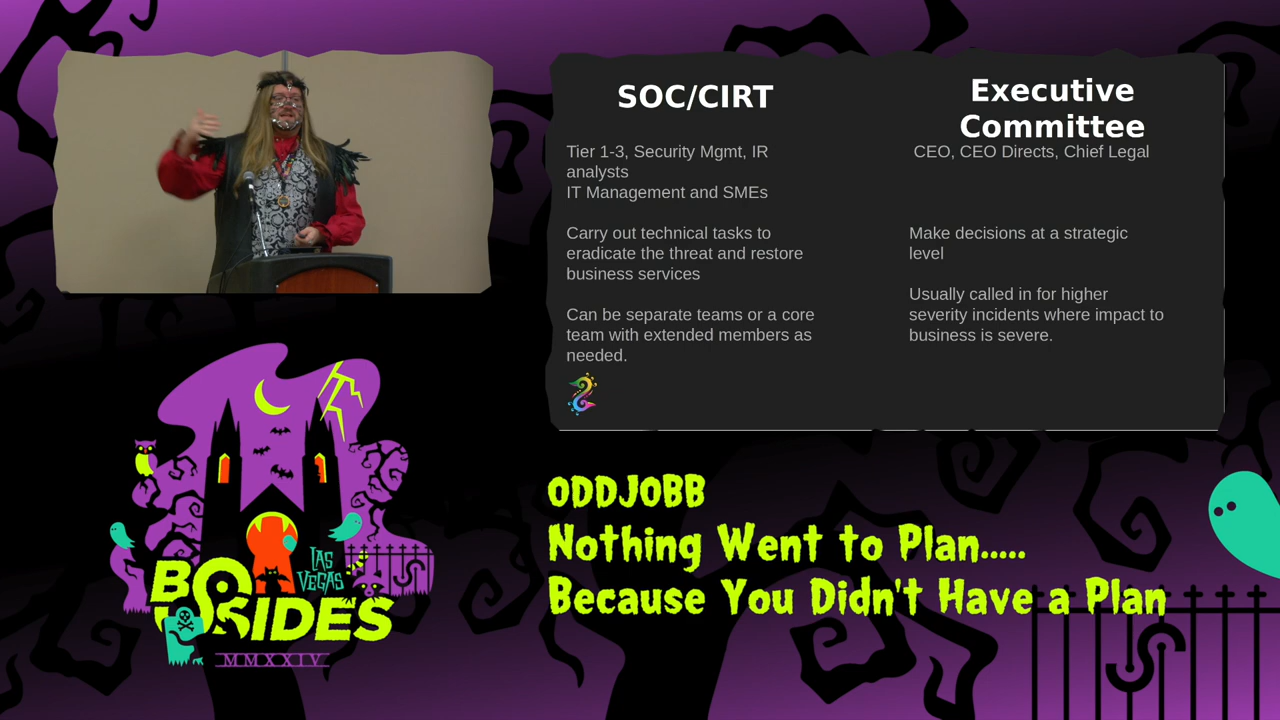 SOC/CIRT
Tier 1-3, Security Mgmt, IR
analysts
IT Management and SMEs
Carry out technical tasks to
eradicate the threat and restore
business services
Can be separate teams or a core
team with extended members as
needed.
Executive
Committee
CEO, CEO Directs, Chief Legal
Make decisions at a strategic
level
Usually called in for higher
severity incidents where impact to
business is severe.
ODDJOBB
Nothing Went to Plan.....
Because You Didn't Have a Plan
LAS
VEGAS
BSIDES
MMXXIV